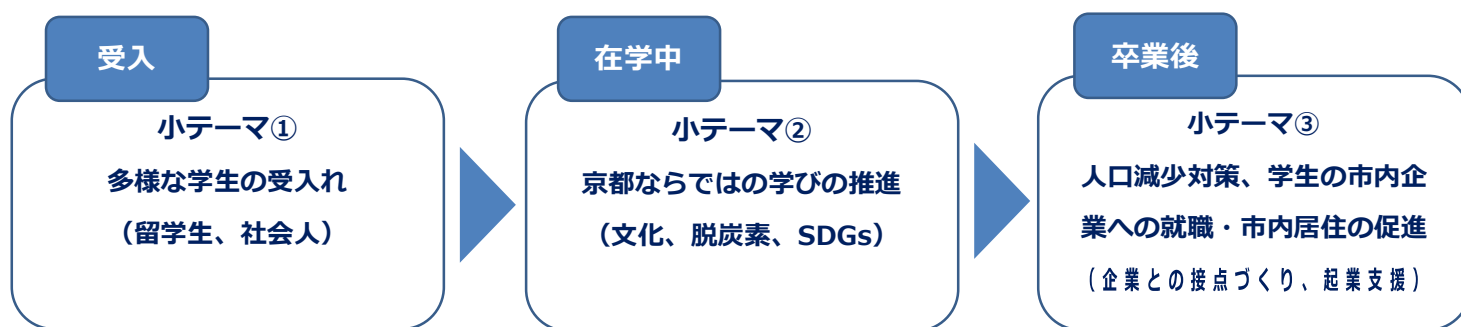 受入
小テーマ①
多様な学生の受入れ
（留学生、社会人）
在学中
小テーマ②
京都ならではの学びの推進
（文化、脱炭素、SDGs）
卒業後
小テーマ③
人口減少対策、学生の市内企
業への就職・市内居住の促進
（企業との接点づくり、起業支援）